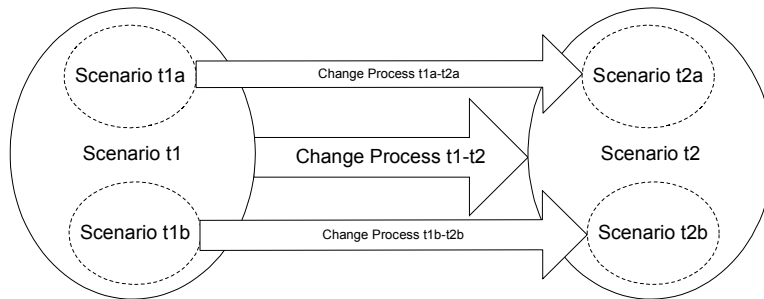 Scenario t1a
Change Process t1a-t2a
Scenario t2a
Scenario t1
Change Process t1-t2
Scenario t2
Scenario t1b
Change Process t1b-t2b
Scenario t2b